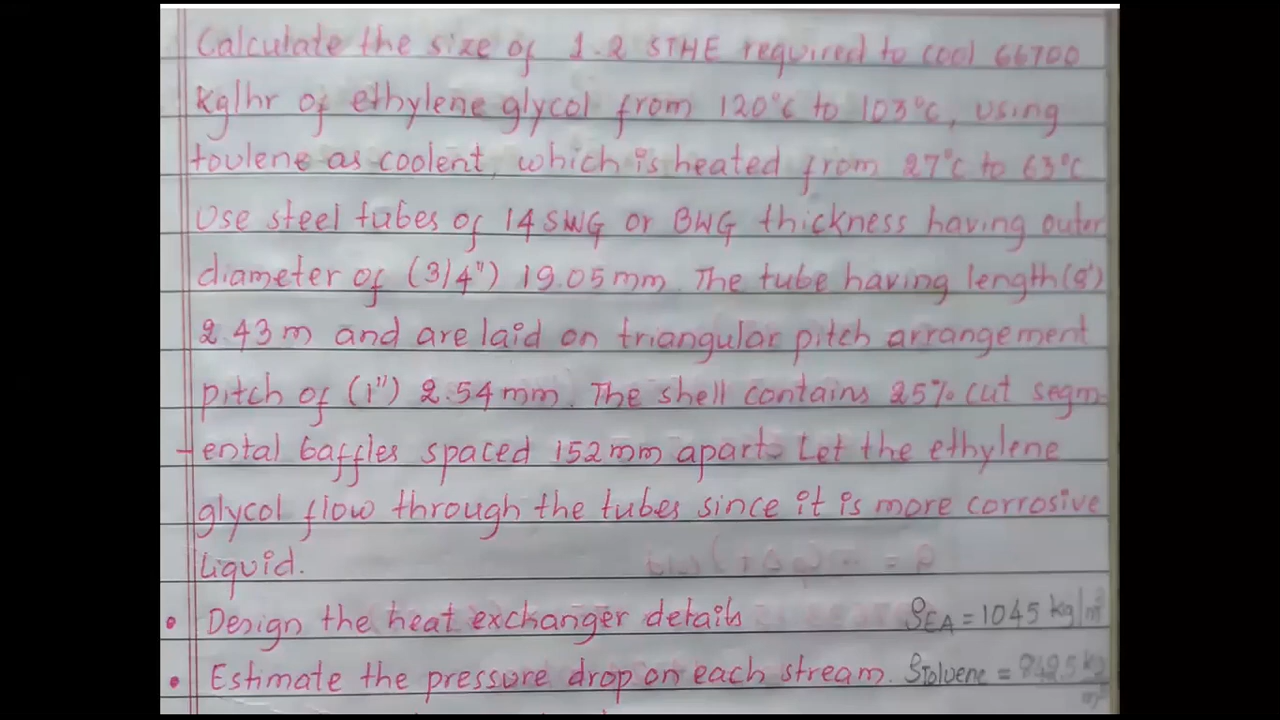 Calculate the size of 1.2 STHE required to cool 66700
kg/hr of ethylene glycol from 120°C to 103°C, using
toulene as coolent, which is heated from 27°C to 63°C
Use steel tubes of 14 SWG or BWG thickness having outer
diameter of (3/4") 19.05 mm. The tube having length (8')
2.43 m and are laid on triangular pitch arrangement
pitch of (1") 2.54 mm. The shell contains 25% cut segm-
-ental baffles spaced 152 mm apart. Let the ethylene
glycol flow through the tubes since it is more corrosive
liquid.
• Design the heat exchanger details ρEA = 1045 kg/m³
• Estimate the pressure drop on each stream. ρToluene =